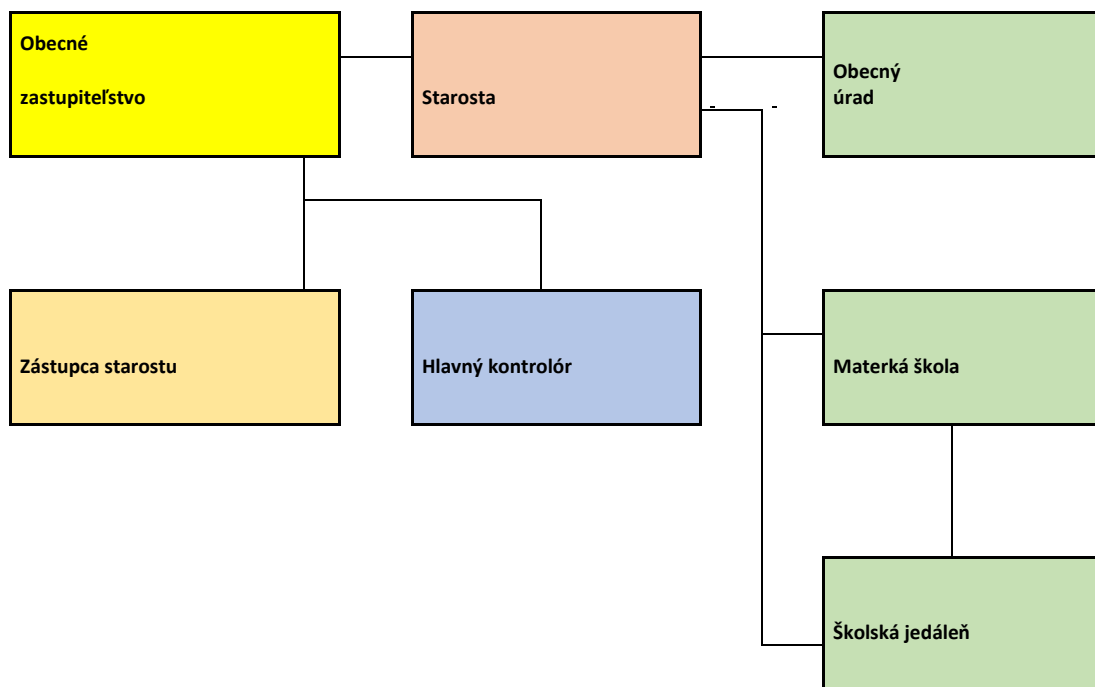 Obecné
zastupiteľstvo
Starosta
Obecný
úrad
- -
Zástupca starostu
Hlavný kontrolór
Materká škola
Školská jedáleň